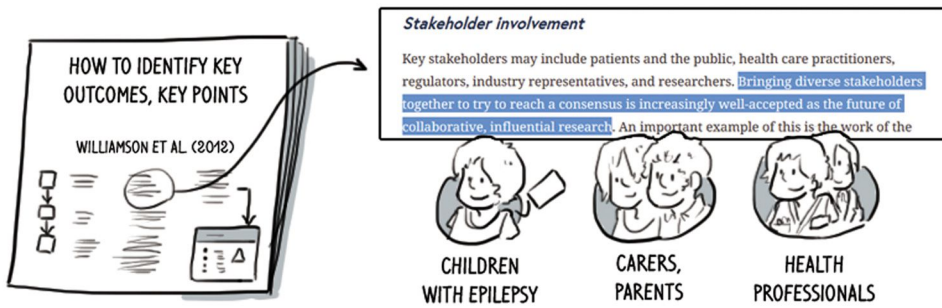 HOW TO IDENTIFY KEY
OUTCOMES, KEY POINTS
WILLIAMSON ET AL. (2012)
Stakeholder involvement
Key stakeholders may include patients and the public, health care practitioners,
regulators, industry representatives, and researchers. Bringing diverse stakeholders
together to try to reach a consensus is increasingly well-accepted as the future of
collaborative, influential research. An important example of this is the work of the
CHILDREN
WITH EPILEPSY
CARERS,
PARENTS
HEALTH
PROFESSIONALS